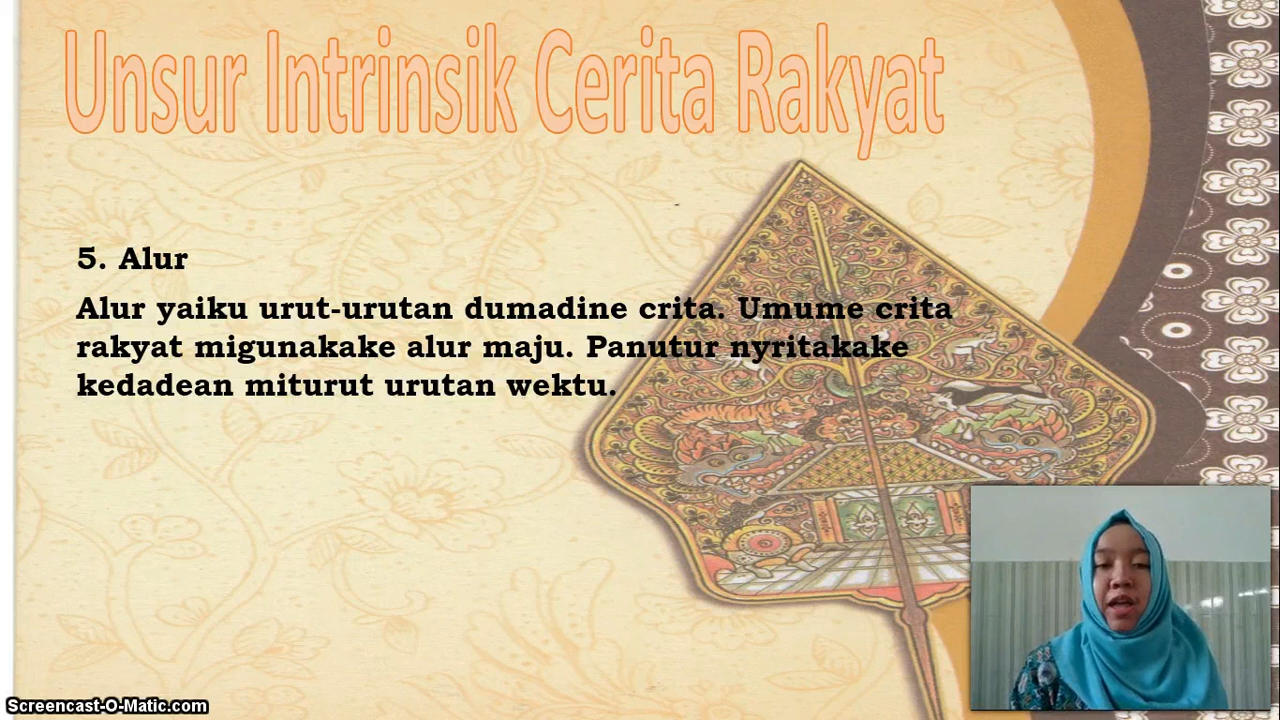 Unsur Intrinsik Cerita Rakyat
5. Alur
Alur yaiku urut-urutan dumadine crita. Umume crita
rakyat migunakake alur maju. Panutur nyritakake
kedadean miturut urutan wektu.
Screencast-O-Matic.com